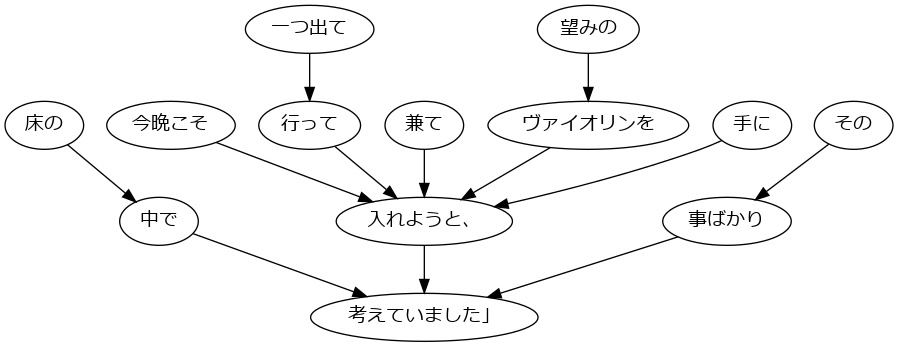 一つ出て 望みの
床の 今晩こそ 行って 兼て ヴァイオリンを 手に その
中で 入れようと、 事ばかり
考えていました」